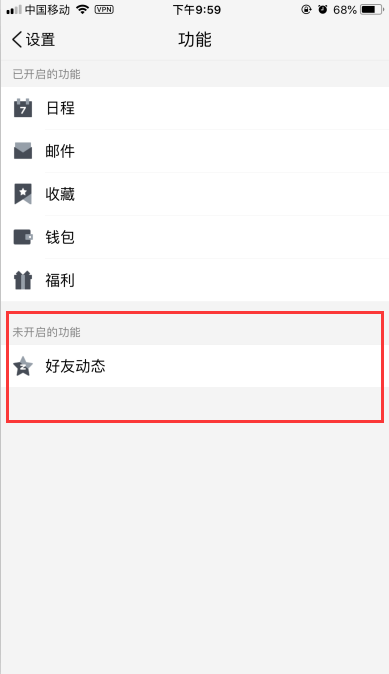 中国移动 VPN 下午9:59 68%
设置 功能
已开启的功能
7 日程
邮件
收藏
钱包
福利
未开启的功能
好友动态